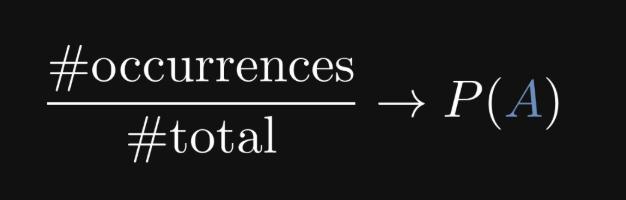 #occurrences
#total
→ P(A)